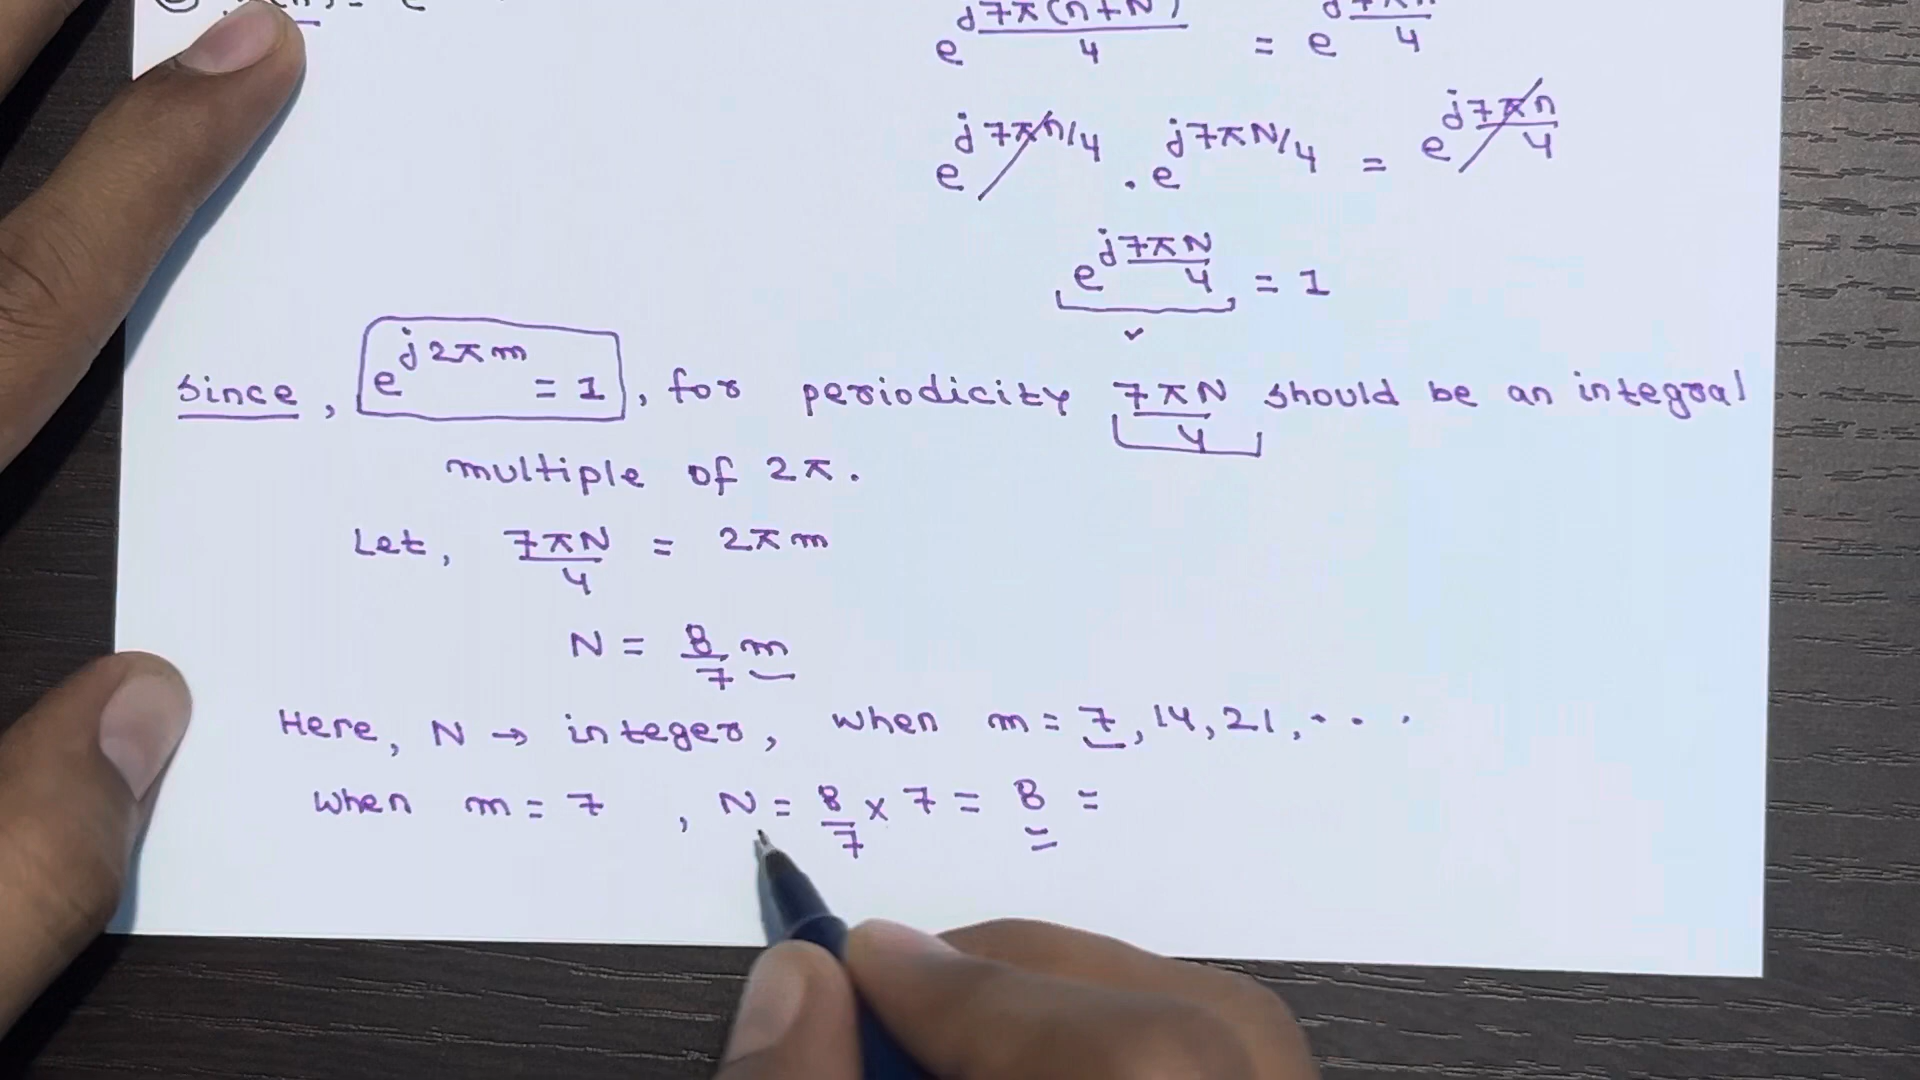 e^{j7π(n+N)/4} = e
e^{j7πn/4} . e^{j7πN/4} = e^{j7πn/4}
e^{j7πN/4} = 1
Since, e^{j2πm} = 1, for periodicity 7πN/4 should be an integral
multiple of 2π.
Let, 7πN/4 = 2πm
N = 8/7 m
Here, N → integer, when m = 7, 14, 21, . . .
When m = 7 , N = 8/7 x 7 = 8 =